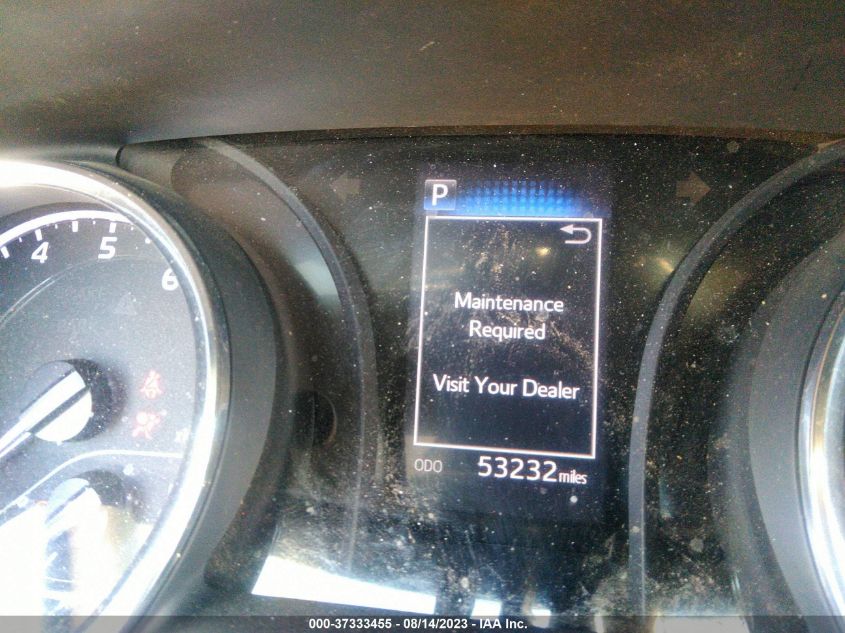 P
4
5
6
Maintenance
Required
Visit Your Dealer
ODO 53232 miles
000-37333455 - 08/14/2023 - IAA Inc.